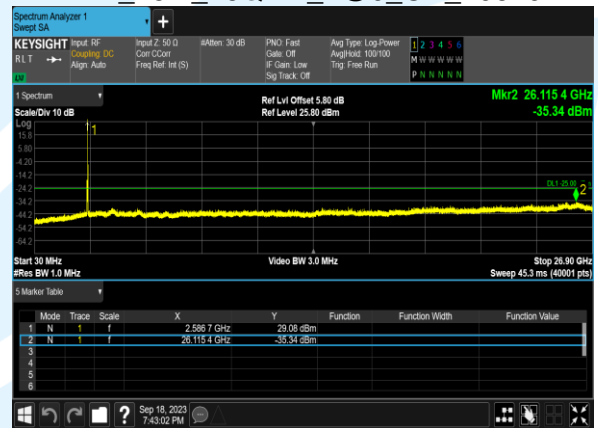 Spectrum Analyzer 1
Swept SA
+
KEYSIGHT Input: RF Input Z: 50 Ω #Atten: 30 dB PNO: Fast Avg Type: Log-Power 1 2 3 4 5 6
RLT Coupling: DC Corr CCorr Gate: Off Avg|Hold: 100/100 M W W W W W
Align: Auto Freq Ref: Int (S) IF Gain: Low Trig: Free Run
Sig Track: Off P N N N N N
1 Spectrum
Scale/Div 10 dB Ref Lvl Offset 5.80 dB Mkr2 26.115 4 GHz
Ref Level 25.80 dBm -35.34 dBm
Log
15.8
5.80
-4.20
-14.2
-24.2
-34.2
-44.2
-54.2
-64.2
1
DL1 -25.00
2
Start 30 MHz Video BW 3.0 MHz Stop 26.90 GHz
#Res BW 1.0 MHz Sweep 45.3 ms (40001 pts)
5 Marker Table
Mode Trace Scale X Y Function Function Width Function Value
1 N 1 f 2.586 7 GHz 29.08 dBm
2 N 1 f 26.115 4 GHz -35.34 dBm
3
4
5
6
? Sep 18, 2023
7:43:02 PM